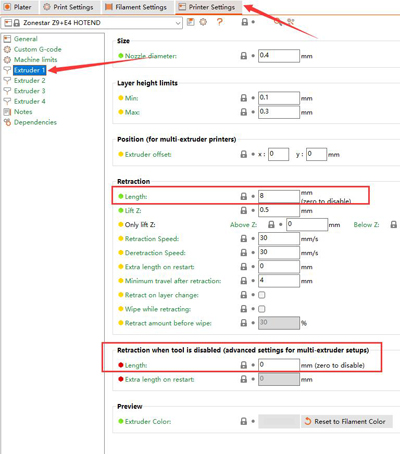 Plater Print Settings Filament Settings Printer Settings
Zonestar Z9+E4 HOTEND
General
Custom G-code
Machine limits
Extruder 1
Extruder 2
Extruder 3
Extruder 4
Notes
Dependencies
Size
Nozzle diameter: 0.4 mm
Layer height limits
Min: 0.1 mm
Max: 0.3 mm
Position (for multi-extruder printers)
Extruder offset: x: 0 y: 0 mm
Retraction
Length: 8 mm
(zero to disable)
Lift Z: 0.5 mm
Only lift Z: Above Z: 0 mm Below Z:
Retraction Speed: 30 mm/s
Deretraction Speed: 30 mm/s
Extra length on restart: 0 mm
Minimum travel after retraction: 4 mm
Retract on layer change:
Wipe while retracting:
Retract amount before wipe: 30 %
Retraction when tool is disabled (advanced settings for multi-extruder setups)
Length: 0 mm (zero to disable)
Extra length on restart: 0 mm
Preview
Extruder Color: Reset to Filament Color